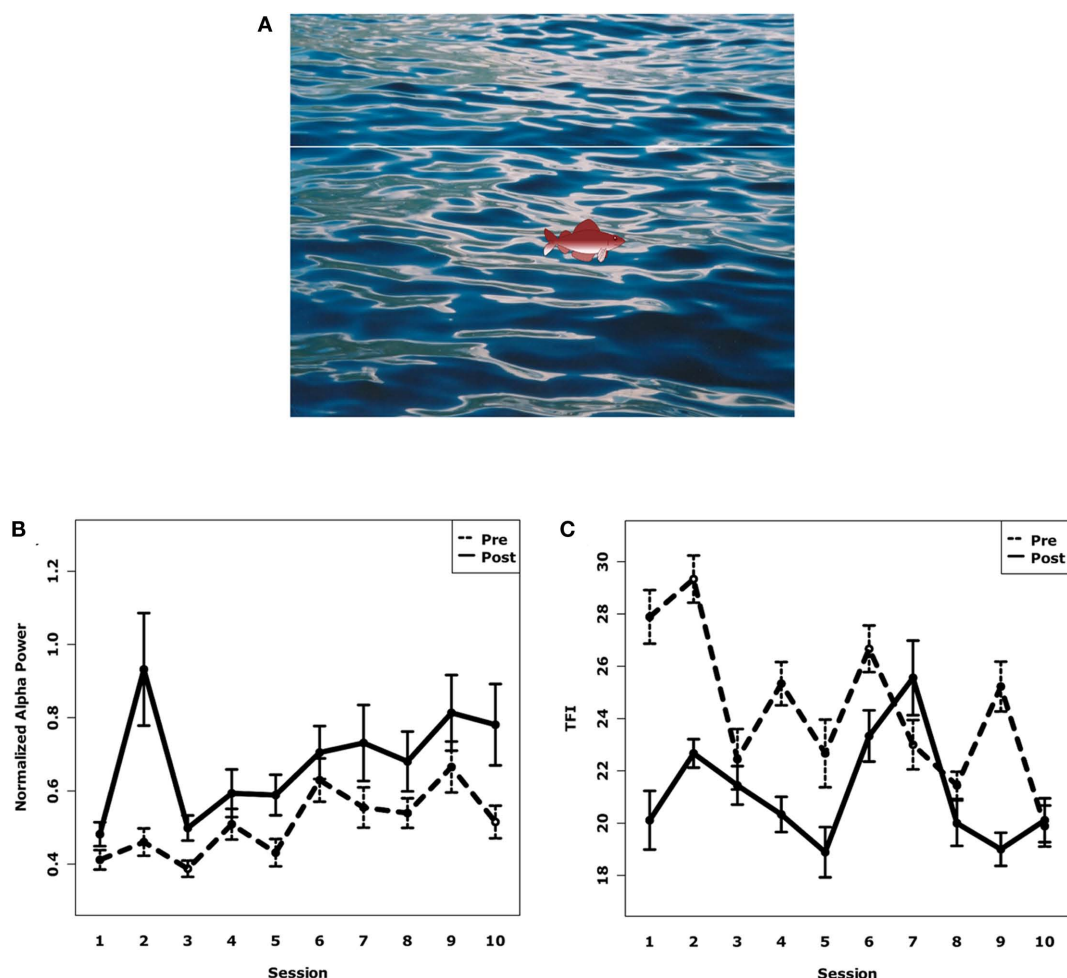 A
B
Pre
Post
Normalized Alpha Power
1.2
1.0
0.8
0.6
0.4
1 2 3 4 5 6 7 8 9 10
Session
C
Pre
Post
TFI
30
28
26
24
22
20
18
1 2 3 4 5 6 7 8 9 10
Session